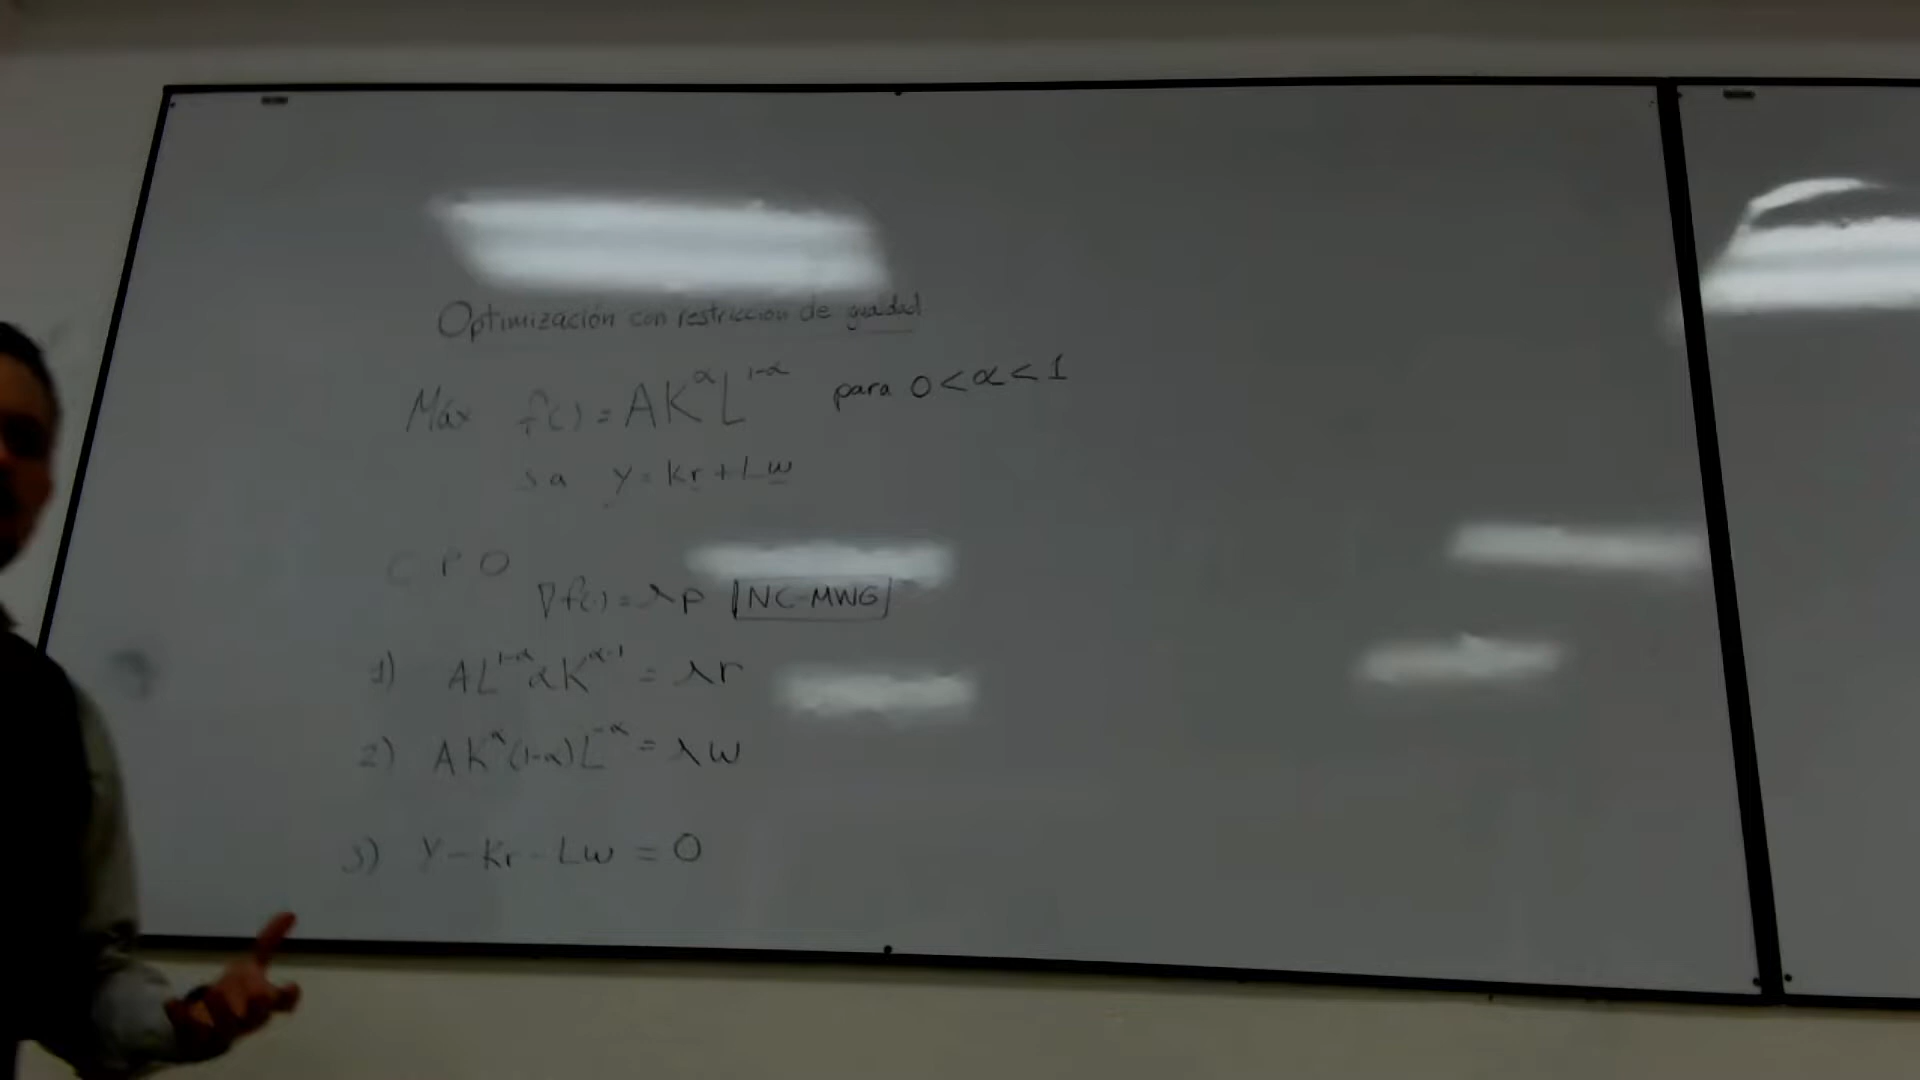 Optimización con restricción de igualdad
Máx f(.) = AK^α L^{1-α} para 0<α<1
s a y = Kr + Lw
C P O
∇f(.) = λp [NC-MWG]
1) AL^{1-α} αK^{α-1} = λr
2) AK^α (1-α)L^{-α} = λw
3) Y - Kr - Lw = 0